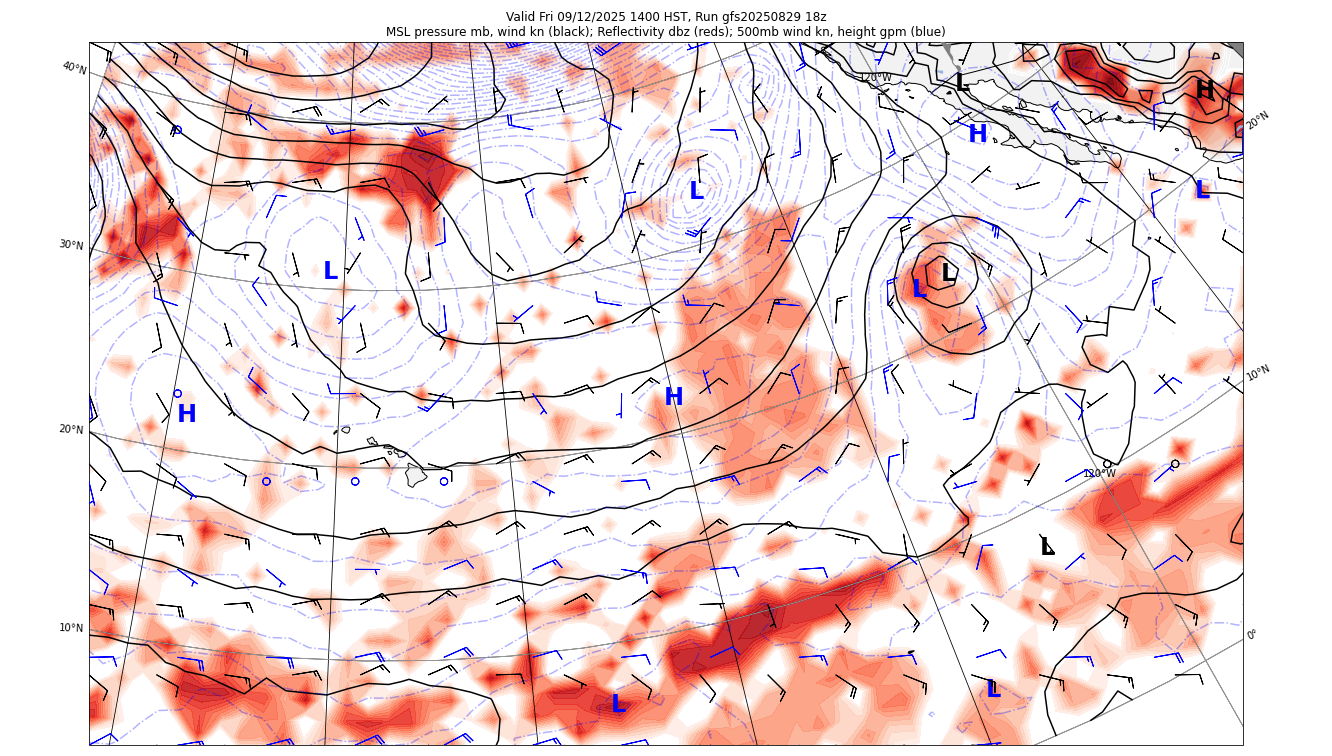 Valid Fri 09/12/2025 1400 HST, Run gfs20250829 18z
MSL pressure mb, wind kn (black); Reflectivity dbz (reds); 500mb wind kn, height gpm (blue)
40°N
120°W
L
H
20°N
H
L
L
30°N
L
L
L
10°N
H
H
20°N
120°W
L
10°N
0°
L
L